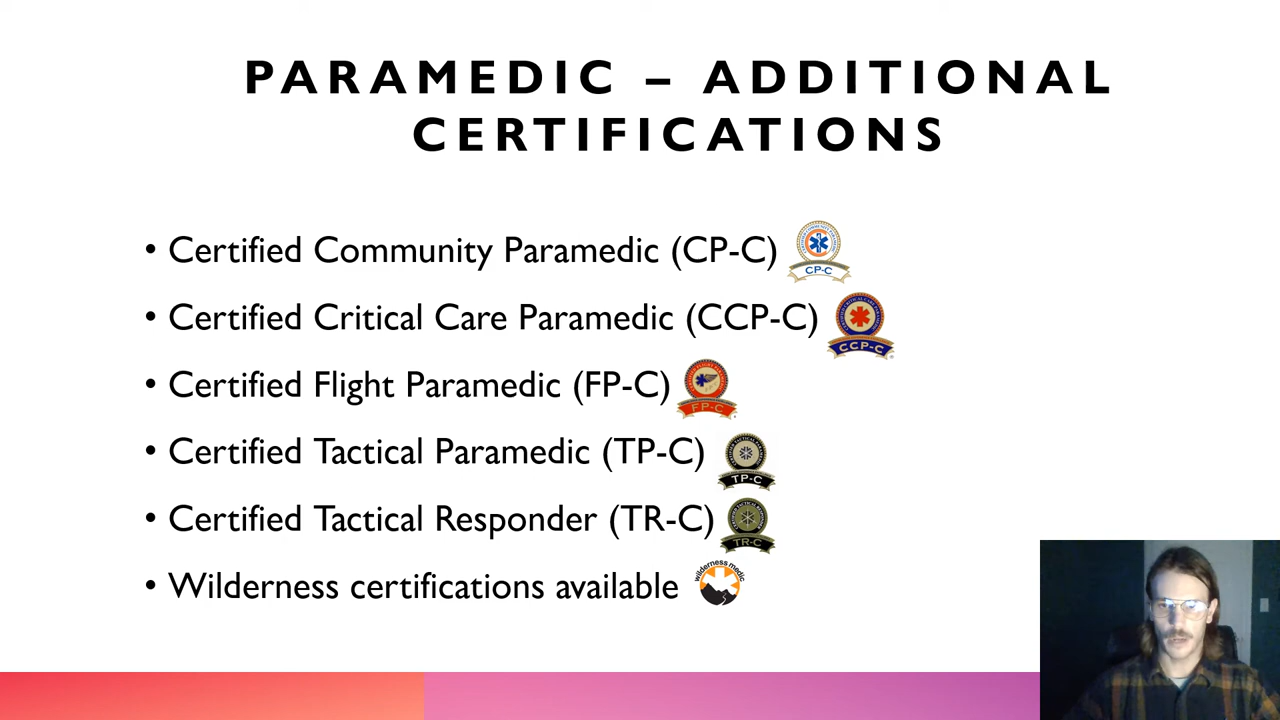 PARAMEDIC – ADDITIONAL
CERTIFICATIONS
• Certified Community Paramedic (CP-C)
CP-C
• Certified Critical Care Paramedic (CCP-C)
CCP-C
• Certified Flight Paramedic (FP-C)
FP-C
• Certified Tactical Paramedic (TP-C)
TP-C
• Certified Tactical Responder (TR-C)
TR-C
• Wilderness certifications available
wilderness medic